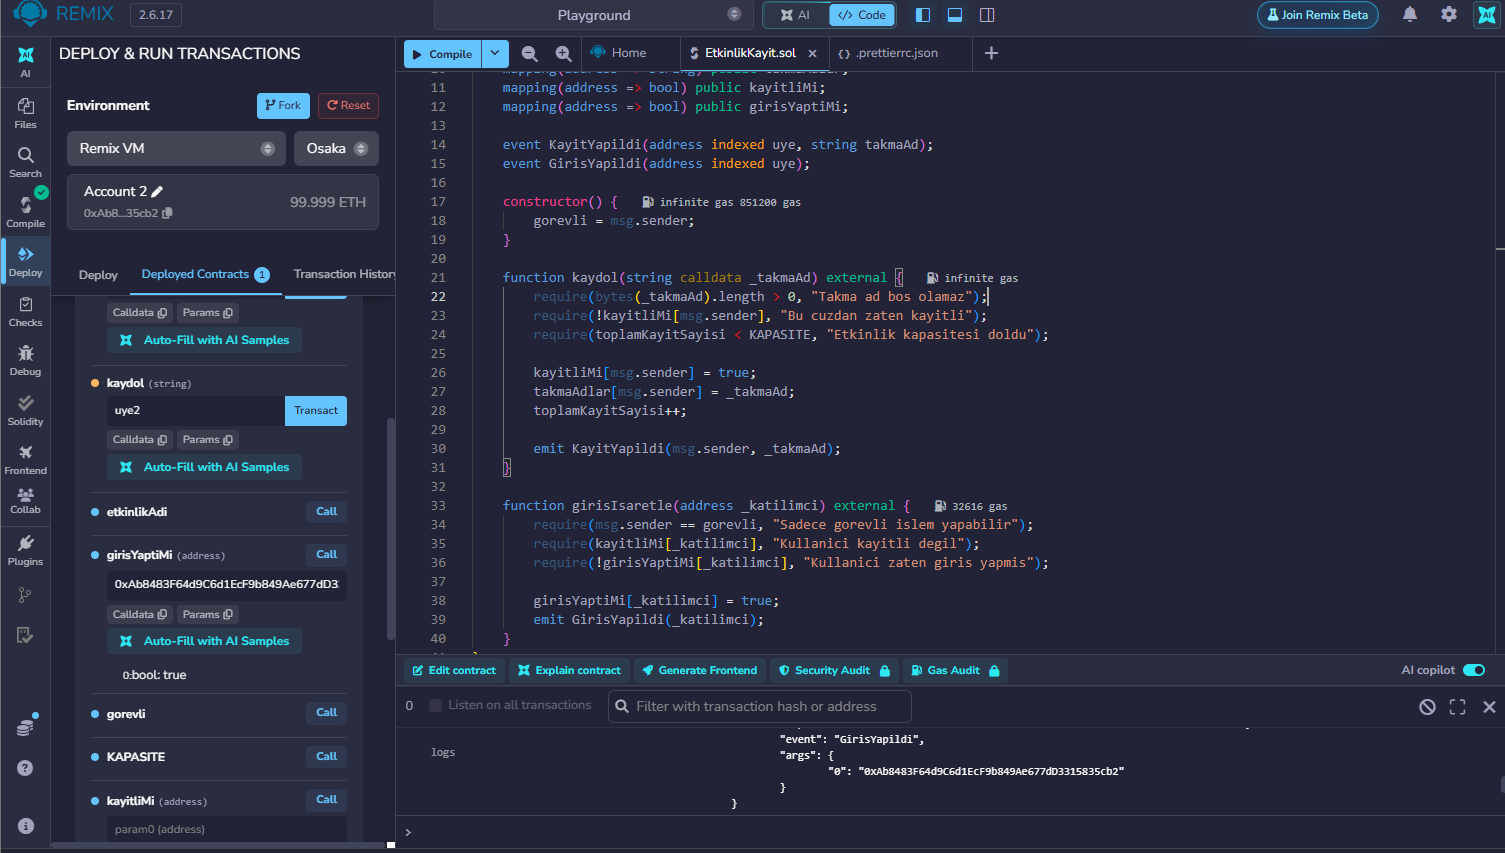 REMIX
2.6.17
Playground
AI
Code
Join Remix Beta
AI
AI
DEPLOY & RUN TRANSACTIONS
Compile
Home
EtkinlikKayit.sol
.prettierrc.json
Files
Search
Compile
Deploy
Checks
Debug
Solidity
Frontend
Collab
Plugins
Environment
Fork
Reset
Remix VM
Osaka
Account 2
0xAb8...35cb2
99.999 ETH
Deploy
Deployed Contracts 1
Transaction History
Calldata
Params
Auto-Fill with AI Samples
kaydol (string)
uye2
Transact
Calldata
Params
Auto-Fill with AI Samples
etkinlikAdi
Call
girisYaptiMi (address)
Call
0xAb8483F64d9C6d1EcF9b849Ae677dD3
Calldata
Params
Auto-Fill with AI Samples
0:bool: true
gorevli
Call
KAPASITE
Call
kayitliMi (address)
Call
param0 (address)
11 mapping(address => bool) public kayitliMi;
12 mapping(address => bool) public girisYaptiMi;
13
14 event KayitYapildi(address indexed uye, string takmaAd);
15 event GirisYapildi(address indexed uye);
16
17 constructor() { infinite gas 851200 gas
18 gorevli = msg.sender;
19 }
20
21 function kaydol(string calldata _takmaAd) external { infinite gas
22 require(bytes(_takmaAd).length > 0, "Takma ad bos olamaz");
23 require(!kayitliMi[msg.sender], "Bu cuzdan zaten kayitli");
24 require(toplamKayitSayisi < KAPASITE, "Etkinlik kapasitesi doldu");
25
26 kayitliMi[msg.sender] = true;
27 takmaAdlar[msg.sender] = _takmaAd;
28 toplamKayitSayisi++;
29
30 emit KayitYapildi(msg.sender, _takmaAd);
31 }
32
33 function girisIsaretle(address _katilimci) external { 32616 gas
34 require(msg.sender == gorevli, "Sadece gorevli islem yapabilir");
35 require(kayitliMi[_katilimci], "Kullanici kayitli degil");
36 require(!girisYaptiMi[_katilimci], "Kullanici zaten giris yapmis");
37
38 girisYaptiMi[_katilimci] = true;
39 emit GirisYapildi(_katilimci);
40 }
Edit contract
Explain contract
Generate Frontend
Security Audit
Gas Audit
AI copilot
0
Listen on all transactions
Filter with transaction hash or address
logs
"event": "GirisYapildi",
"args": {
"0": "0xAb8483F64d9C6d1EcF9b849Ae677dD3315835cb2"
}
}
>